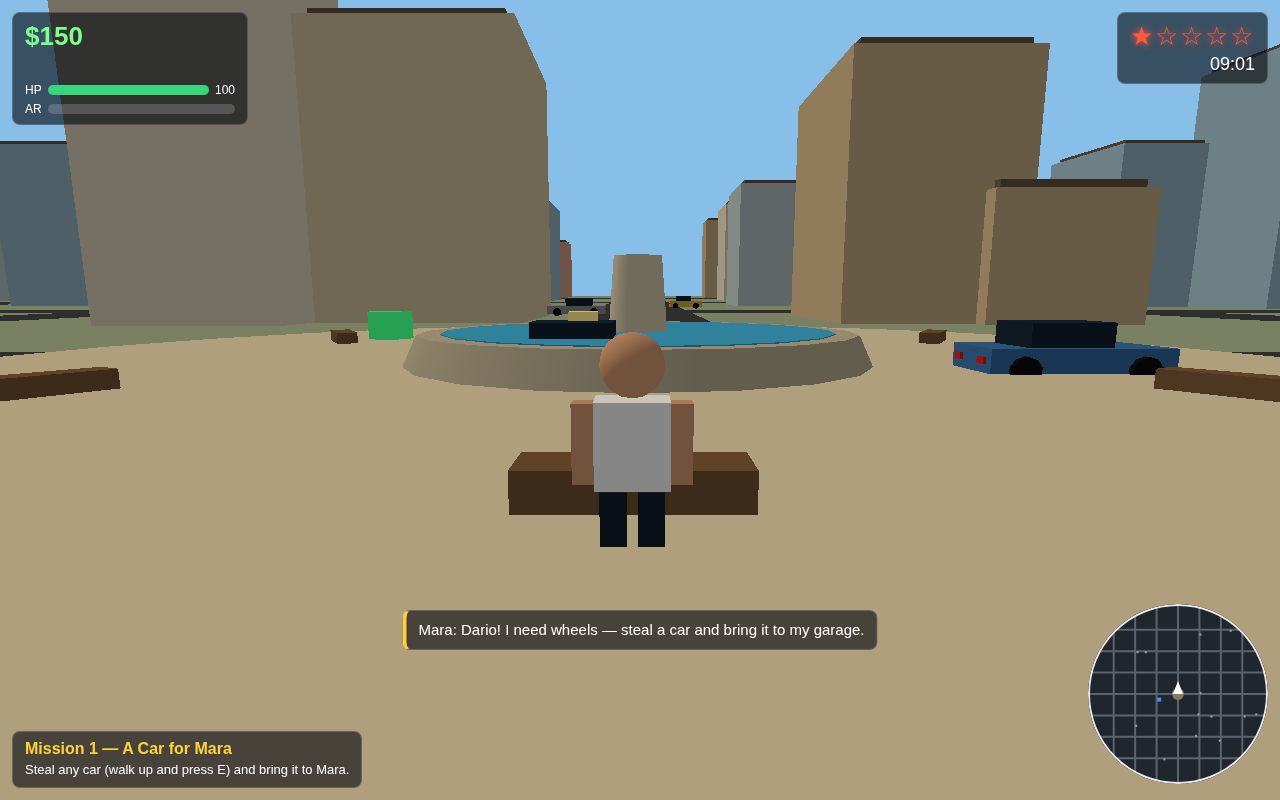 $150
HP 100
AR
★☆☆☆☆
09:01
Mara: Dario! I need wheels — steal a car and bring it to my garage.
Mission 1 — A Car for Mara
Steal any car (walk up and press E) and bring it to Mara.